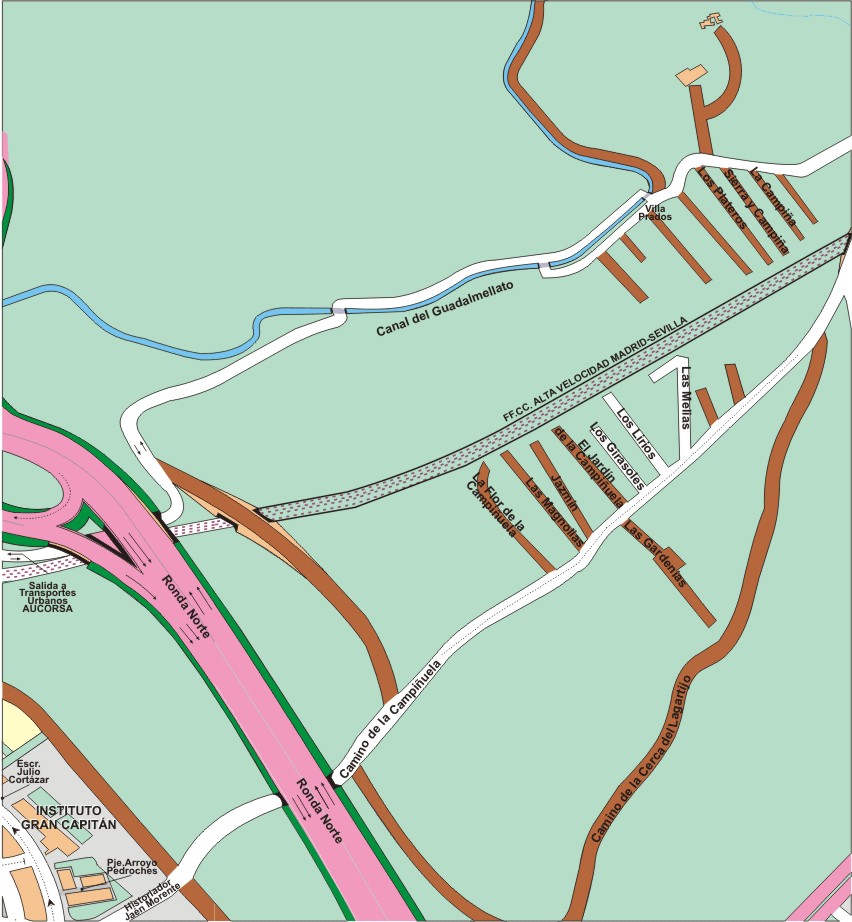 La Campiña
Sierra y Campiña
Los Plateros
Villa
Prados
Canal del Guadalmellato
FF.CC. ALTA VELOCIDAD MADRID-SEVILLA
Las Mellas
Los Lirios
Los Girasoles
El Jardín
de la Campiñuela
Jazmín
Las Magnolias
La Flor de la
Campiñuela
Las Gardenias
Salida a
Transportes
Urbanos
AUCORSA
Ronda Norte
Camino de la Campiñuela
Camino de la Cerca del Lagartijo
Ronda Norte
Escr.
Julio
Cortázar
INSTITUTO
GRAN CAPITÁN
Pje.Arroyo
Pedroches
Historiador
Jaén Morente